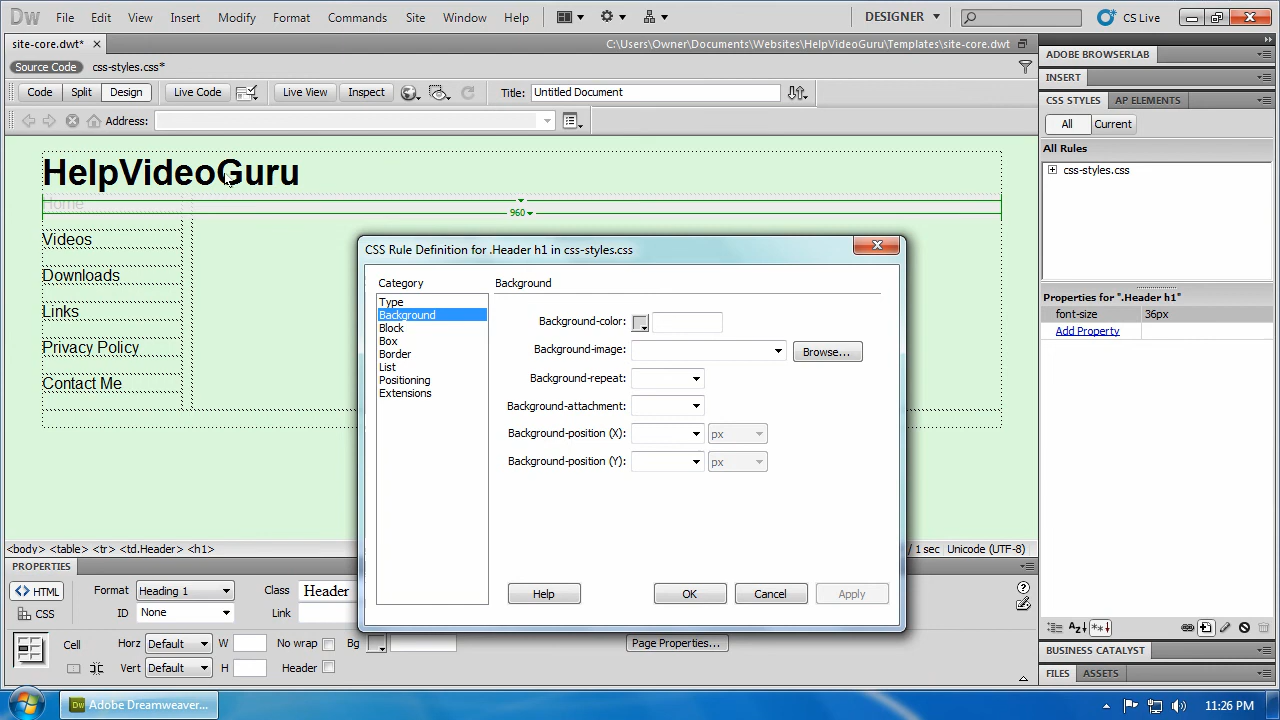 Dw File Edit View Insert Modify Format Commands Site Window Help DESIGNER CS Live
site-core.dwt* C:\Users\Owner\Documents\Websites\HelpVideoGuru\Templates\site-core.dwt
Source Code css-styles.css*
Code Split Design Live Code Live View Inspect Title: Untitled Document
Address:
HelpVideoGuru
Home
960
Videos
Downloads
Links
Privacy Policy
Contact Me
CSS Rule Definition for .Header h1 in css-styles.css
Category
Type
Background
Block
Box
Border
List
Positioning
Extensions
Background
Background-color:
Background-image: Browse...
Background-repeat:
Background-attachment:
Background-position (X): px
Background-position (Y): px
Help OK Cancel Apply
ADOBE BROWSERLAB
INSERT
CSS STYLES AP ELEMENTS
All Current
All Rules
css-styles.css
Properties for ".Header h1"
font-size 36px
Add Property
BUSINESS CATALYST
FILES ASSETS
<body> <table> <tr> <td.Header> <h1> / 1 sec Unicode (UTF-8)
PROPERTIES
HTML Format Heading 1 Class Header
CSS ID None Link
Cell Horz Default W No wrap Bg Page Properties...
Vert Default H Header
Dw Adobe Dreamweaver... 11:26 PM